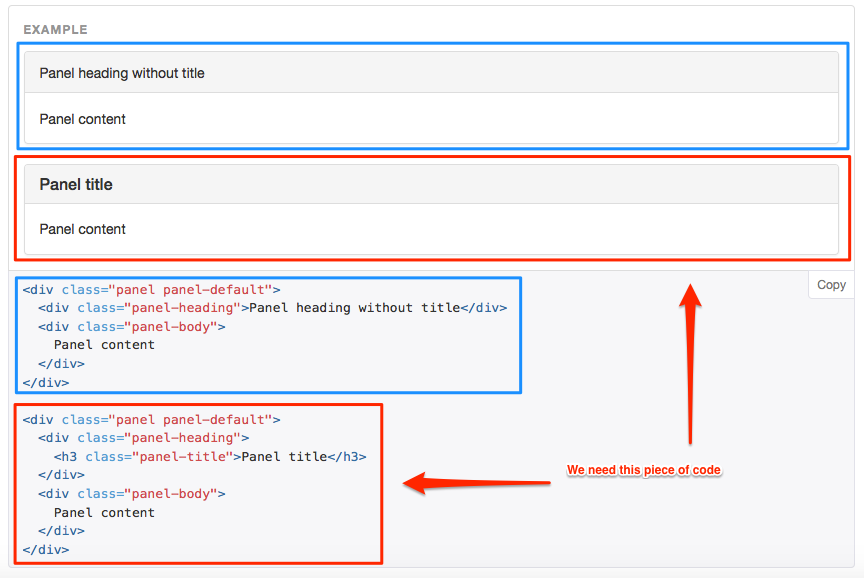 EXAMPLE
Panel heading without title
Panel content
Panel title
Panel content
Copy
<div class="panel panel-default">
  <div class="panel-heading">Panel heading without title</div>
  <div class="panel-body">
    Panel content
  </div>
</div>
<div class="panel panel-default">
  <div class="panel-heading">
    <h3 class="panel-title">Panel title</h3>
  </div>
  <div class="panel-body">
    Panel content
  </div>
</div>
We need this piece of code